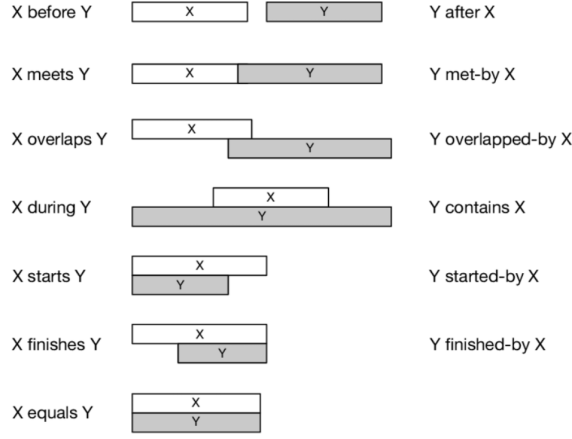 X before Y X Y Y after X
X meets Y X Y Y met-by X
X overlaps Y X Y Y overlapped-by X
X during Y X Y Y contains X
X starts Y X Y Y started-by X
X finishes Y X Y Y finished-by X
X equals Y X Y